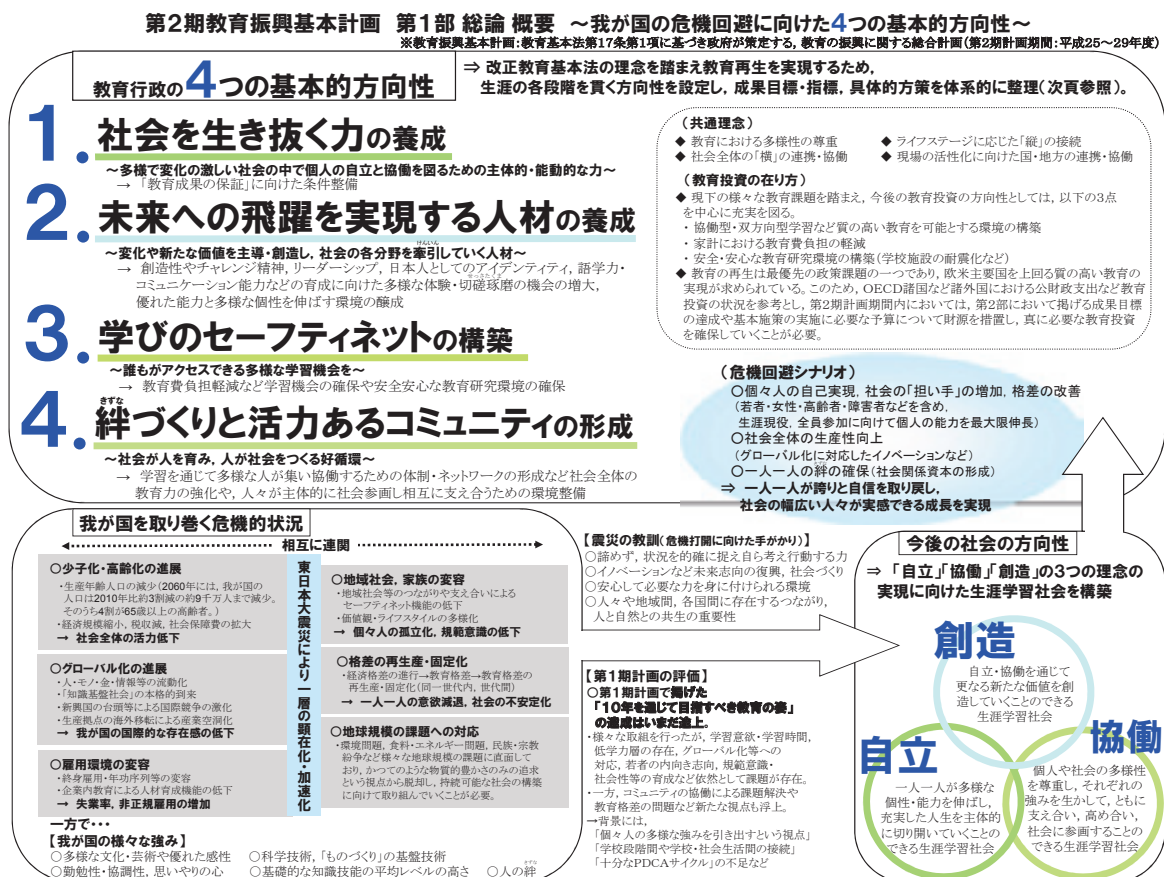 第2期教育振興基本計画 第1部 総論 概要 ～我が国の危機回避に向けた4つの基本的方向性～
※教育振興基本計画：教育基本法第17条第1項に基づき政府が策定する，教育の振興に関する総合計画（第2期計画期間：平成25～29年度）
教育行政の4つの基本的方向性
⇒ 改正教育基本法の理念を踏まえ教育再生を実現するため，
生涯の各段階を貫く方向性を設定し，成果目標・指標，具体的方策を体系的に整理（次頁参照）。
1. 社会を生き抜く力の養成
～多様で変化の激しい社会の中で個人の自立と協働を図るための主体的・能動的な力～
→ 「教育成果の保証」に向けた条件整備
2. 未来への飛躍を実現する人材の養成
けんいん
～変化や新たな価値を主導・創造し，社会の各分野を牽引していく人材～
→ 創造性やチャレンジ精神，リーダーシップ，日本人としてのアイデンティティ，語学力・
せっさたくま
コミュニケーション能力などの育成に向けた多様な体験・切磋琢磨の機会の増大，
優れた能力と多様な個性を伸ばす環境の醸成
3. 学びのセーフティネットの構築
～誰もがアクセスできる多様な学習機会を～
→ 教育費負担軽減など学習機会の確保や安全安心な教育研究環境の確保
きずな
4. 絆づくりと活力あるコミュニティの形成
～社会が人を育み，人が社会をつくる好循環～
→ 学習を通じて多様な人が集い協働するための体制・ネットワークの形成など社会全体の
教育力の強化や，人々が主体的に社会参画し相互に支え合うための環境整備
（共通理念）
◆ 教育における多様性の尊重 ◆ ライフステージに応じた「縦」の接続
◆ 社会全体の「横」の連携・協働 ◆ 現場の活性化に向けた国・地方の連携・協働
（教育投資の在り方）
◆ 現下の様々な教育課題を踏まえ，今後の教育投資の方向性としては，以下の3点
を中心に充実を図る。
・ 協働型・双方向型学習など質の高い教育を可能とする環境の構築
・ 家計における教育費負担の軽減
・ 安全・安心な教育研究環境の構築（学校施設の耐震化など）
◆ 教育の再生は最優先の政策課題の一つであり，欧米主要国を上回る質の高い教育の
実現が求められている。このため，OECD諸国など諸外国における公財政支出など教育
投資の状況を参考とし，第2期計画期間内においては，第2部において掲げる成果目標
の達成や基本施策の実施に必要な予算について財源を措置し，真に必要な教育投資
を確保していくことが必要。
（危機回避シナリオ）
○個々人の自己実現，社会の「担い手」の増加，格差の改善
（若者・女性・高齢者・障害者などを含め，
生涯現役，全員参加に向けて個人の能力を最大限伸長）
○社会全体の生産性向上
（グローバル化に対応したイノベーションなど）
○一人一人の絆の確保（社会関係資本の形成）
⇒ 一人一人が誇りと自信を取り戻し，
社会の幅広い人々が実感できる成長を実現
我が国を取り巻く危機的状況
相互に連関
○少子化・高齢化の進展
・生産年齢人口の減少（2060年には，我が国の
人口は2010年比約3割減の約9千万人まで減少。
そのうち4割が65歳以上の高齢者。）
・経済規模縮小，税収減，社会保障費の拡大
→ 社会全体の活力低下
○グローバル化の進展
・人・モノ・金・情報等の流動化
・「知識基盤社会」の本格的到来
・新興国の台頭等による国際競争の激化
・生産拠点の海外移転による産業空洞化
→ 我が国の国際的な存在感の低下
○雇用環境の変容
・終身雇用・年功序列等の変容
・企業内教育による人材育成機能の低下
→ 失業率，非正規雇用の増加
東日本大震災により一層の顕在化・加速化
○地域社会，家族の変容
・地域社会等のつながりや支え合いによる
セーフティネット機能の低下
・価値観・ライフスタイルの多様化
→ 個々人の孤立化，規範意識の低下
○格差の再生産・固定化
・経済格差の進行→教育格差→教育格差の
再生産・固定化（同一世代内，世代間）
→ 一人一人の意欲減退，社会の不安定化
○地球規模の課題への対応
・環境問題，食料・エネルギー問題，民族・宗教
紛争など様々な地球規模の課題に直面して
おり，かつてのような物質的豊かさのみの追求
という視点から脱却し，持続可能な社会の構築
に向けて取り組んでいくことが必要。
一方で・・・
【我が国の様々な強み】
○多様な文化・芸術や優れた感性 ○科学技術，「ものづくり」の基盤技術
きずな
○勤勉性・協調性，思いやりの心 ○基礎的な知識技能の平均レベルの高さ ○人の絆
【震災の教訓（危機打開に向けた手がかり）】
○諦めず，状況を的確に捉え自ら考え行動する力
○イノベーションなど未来志向の復興，社会づくり
○安心して必要な力を身に付けられる環境
○人々や地域間，各国間に存在するつながり，
人と自然との共生の重要性
【第1期計画の評価】
○第1期計画で掲げた
「10年を通じて目指すべき教育の姿」
の達成はいまだ途上。
・様々な取組を行ったが，学習意欲・学習時間，
低学力層の存在，グローバル化等への
対応，若者の内向き志向，規範意識・
社会性等の育成など依然として課題が存在。
・一方，コミュニティの協働による課題解決や
教育格差の問題など新たな視点も浮上。
→背景には，
「個々人の多様な強みを引き出すという視点」
「学校段階間や学校・社会生活間の接続」
「十分なPDCAサイクル」の不足など
今後の社会の方向性
⇒ 「自立」「協働」「創造」の3つの理念の
実現に向けた生涯学習社会を構築
創造
自立・協働を通じて
更なる新たな価値を創
造していくことのできる
生涯学習社会
自立
一人一人が多様な
個性・能力を伸ばし，
充実した人生を主体的
に切り開いていくことの
できる生涯学習社会
協働
個人や社会の多様性
を尊重し，それぞれの
強みを生かして，ともに
支え合い，高め合い，
社会に参画することの
できる生涯学習社会